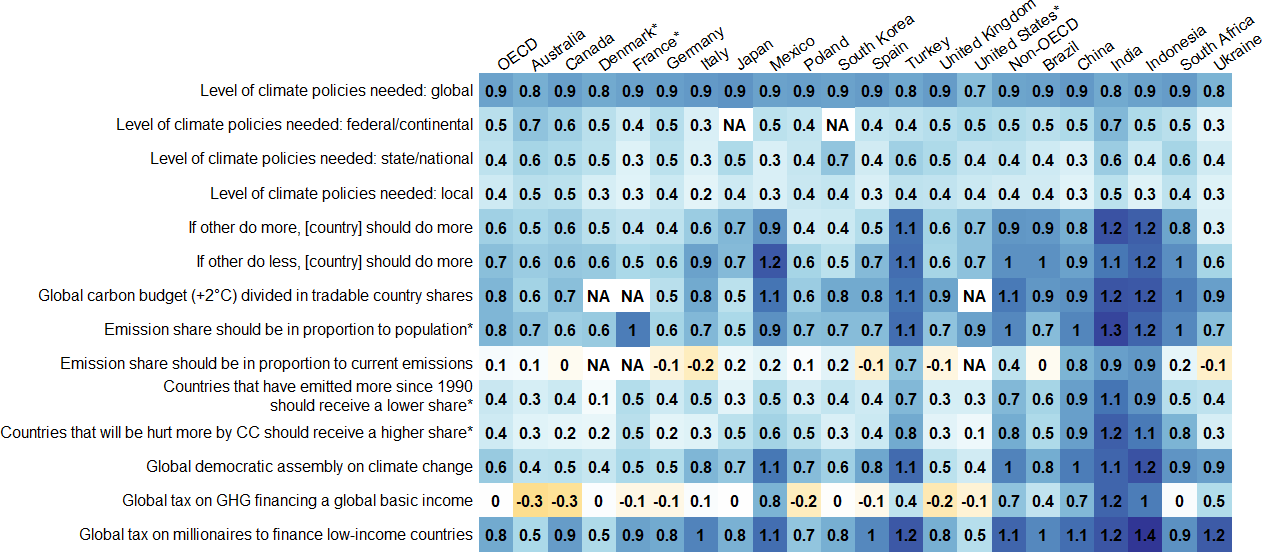 OECD Australia Canada Denmark* France* Germany Italy Japan Mexico Poland South Korea Spain Turkey United Kingdom United States* Non-OECD Brazil China India Indonesia South Africa Ukraine
Level of climate policies needed: global 0.9 0.8 0.9 0.8 0.9 0.9 0.9 0.9 0.9 0.9 0.9 0.9 0.8 0.9 0.7 0.9 0.9 0.9 0.8 0.9 0.9 0.8
Level of climate policies needed: federal/continental 0.5 0.7 0.6 0.5 0.4 0.5 0.3 NA 0.5 0.4 NA 0.4 0.4 0.5 0.5 0.5 0.5 0.5 0.7 0.5 0.5 0.3
Level of climate policies needed: state/national 0.4 0.6 0.5 0.5 0.3 0.5 0.3 0.5 0.3 0.4 0.7 0.4 0.6 0.5 0.4 0.4 0.4 0.3 0.6 0.4 0.6 0.4
Level of climate policies needed: local 0.4 0.5 0.5 0.3 0.3 0.4 0.2 0.4 0.3 0.4 0.4 0.3 0.4 0.4 0.4 0.4 0.4 0.3 0.5 0.3 0.4 0.3
If other do more, [country] should do more 0.6 0.5 0.6 0.5 0.4 0.4 0.6 0.7 0.9 0.4 0.4 0.5 1.1 0.6 0.7 0.9 0.9 0.8 1.2 1.2 0.8 0.3
If other do less, [country] should do more 0.7 0.6 0.6 0.6 0.5 0.6 0.9 0.7 1.2 0.6 0.5 0.7 1.1 0.6 0.7 1 1 0.9 1.1 1.2 1 0.6
Global carbon budget (+2°C) divided in tradable country shares 0.8 0.6 0.7 NA NA 0.5 0.8 0.5 1.1 0.6 0.8 0.8 1.1 0.9 NA 1.1 0.9 0.9 1.2 1.2 1 0.9
Emission share should be in proportion to population* 0.8 0.7 0.6 0.6 1 0.6 0.7 0.5 0.9 0.7 0.7 0.7 1.1 0.7 0.9 1 0.7 1 1.3 1.2 1 0.7
Emission share should be in proportion to current emissions 0.1 0.1 0 NA NA -0.1 -0.2 0.2 0.2 0.1 0.2 -0.1 0.7 -0.1 NA 0.4 0 0.8 0.9 0.9 0.2 -0.1
Countries that have emitted more since 1990
should receive a lower share* 0.4 0.3 0.4 0.1 0.5 0.4 0.5 0.3 0.5 0.3 0.4 0.4 0.7 0.3 0.3 0.7 0.6 0.9 1.1 0.9 0.5 0.4
Countries that will be hurt more by CC should receive a higher share* 0.4 0.3 0.2 0.2 0.5 0.2 0.3 0.5 0.6 0.5 0.3 0.4 0.8 0.3 0.1 0.8 0.5 0.9 1.2 1.1 0.8 0.3
Global democratic assembly on climate change 0.6 0.4 0.5 0.4 0.5 0.5 0.8 0.7 1.1 0.7 0.6 0.8 1.1 0.5 0.4 1 0.8 1 1.1 1.2 0.9 0.9
Global tax on GHG financing a global basic income 0 -0.3 -0.3 0 -0.1 -0.1 0.1 0 0.8 -0.2 0 -0.1 0.4 -0.2 -0.1 0.7 0.4 0.7 1.2 1 0 0.5
Global tax on millionaires to finance low-income countries 0.8 0.5 0.9 0.5 0.9 0.8 1 0.8 1.1 0.7 0.8 1 1.2 0.8 0.5 1.1 1 1.1 1.2 1.4 0.9 1.2